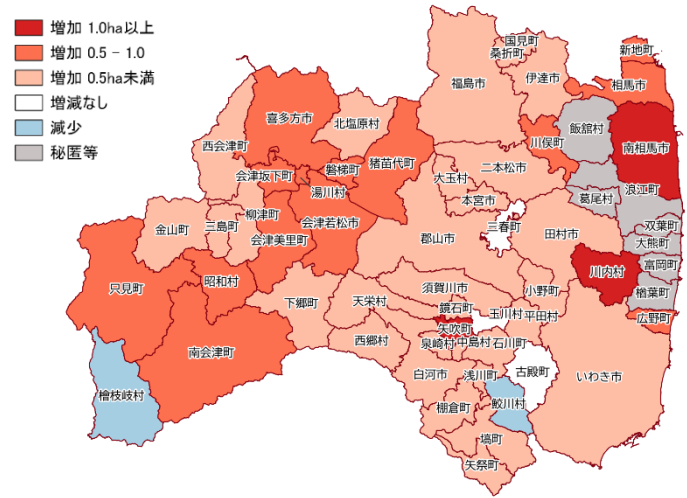 増加 1.0ha以上
増加 0.5 － 1.0
増加 0.5ha未満
増減なし
減少
秘匿等
国見町
桑折町
新地町
伊達市
相馬市
福島市
喜多方市
北塩原村
飯舘村
川俣町
南相馬市
西会津町
猪苗代町
磐梯町
会津坂下町
二本松市
大玉村
湯川村
浪江町
葛尾村
本宮市
柳津町
三島町
金山町
会津若松市
三春町
双葉町
会津美里町
郡山市
田村市
大熊町
富岡町
川内村
昭和村
只見町
須賀川市
小野町
楢葉町
下郷町
天栄村
鏡石町
玉川村
平田村
広野町
矢吹町
西郷村
泉崎村
中島村
石川町
南会津町
白河市
浅川町
古殿町
いわき市
檜枝岐村
棚倉町
鮫川村
塙町
矢祭町